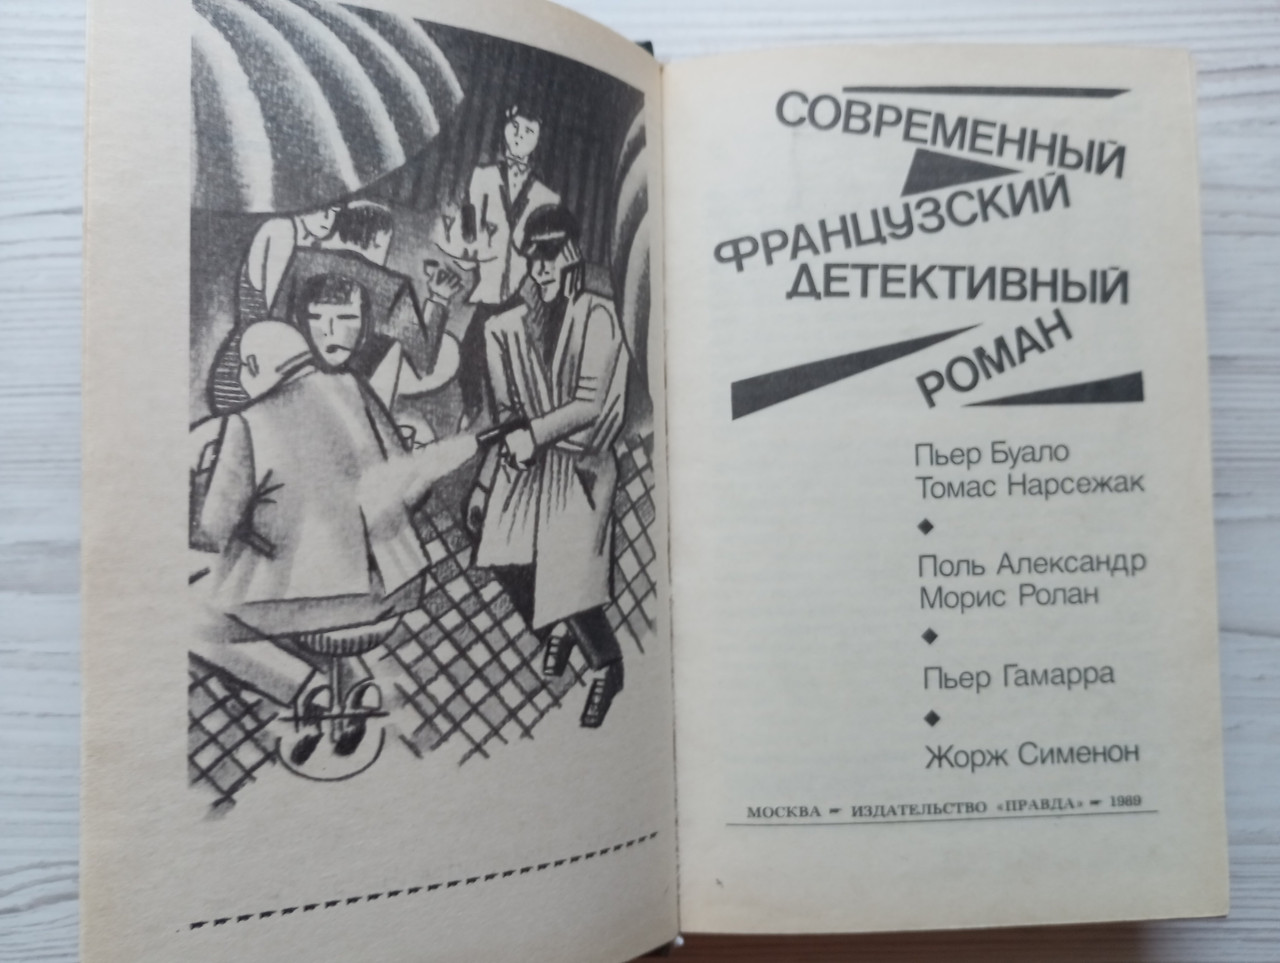 СОВРЕМЕННЫЙ
ФРАНЦУЗСКИЙ
ДЕТЕКТИВНЫЙ
РОМАН
Пьер Буало
Томас Нарсежак
Поль Александр
Морис Ролан
Пьер Гамарра
Жорж Сименон
МОСКВА ИЗДАТЕЛЬСТВО «ПРАВДА» 1989